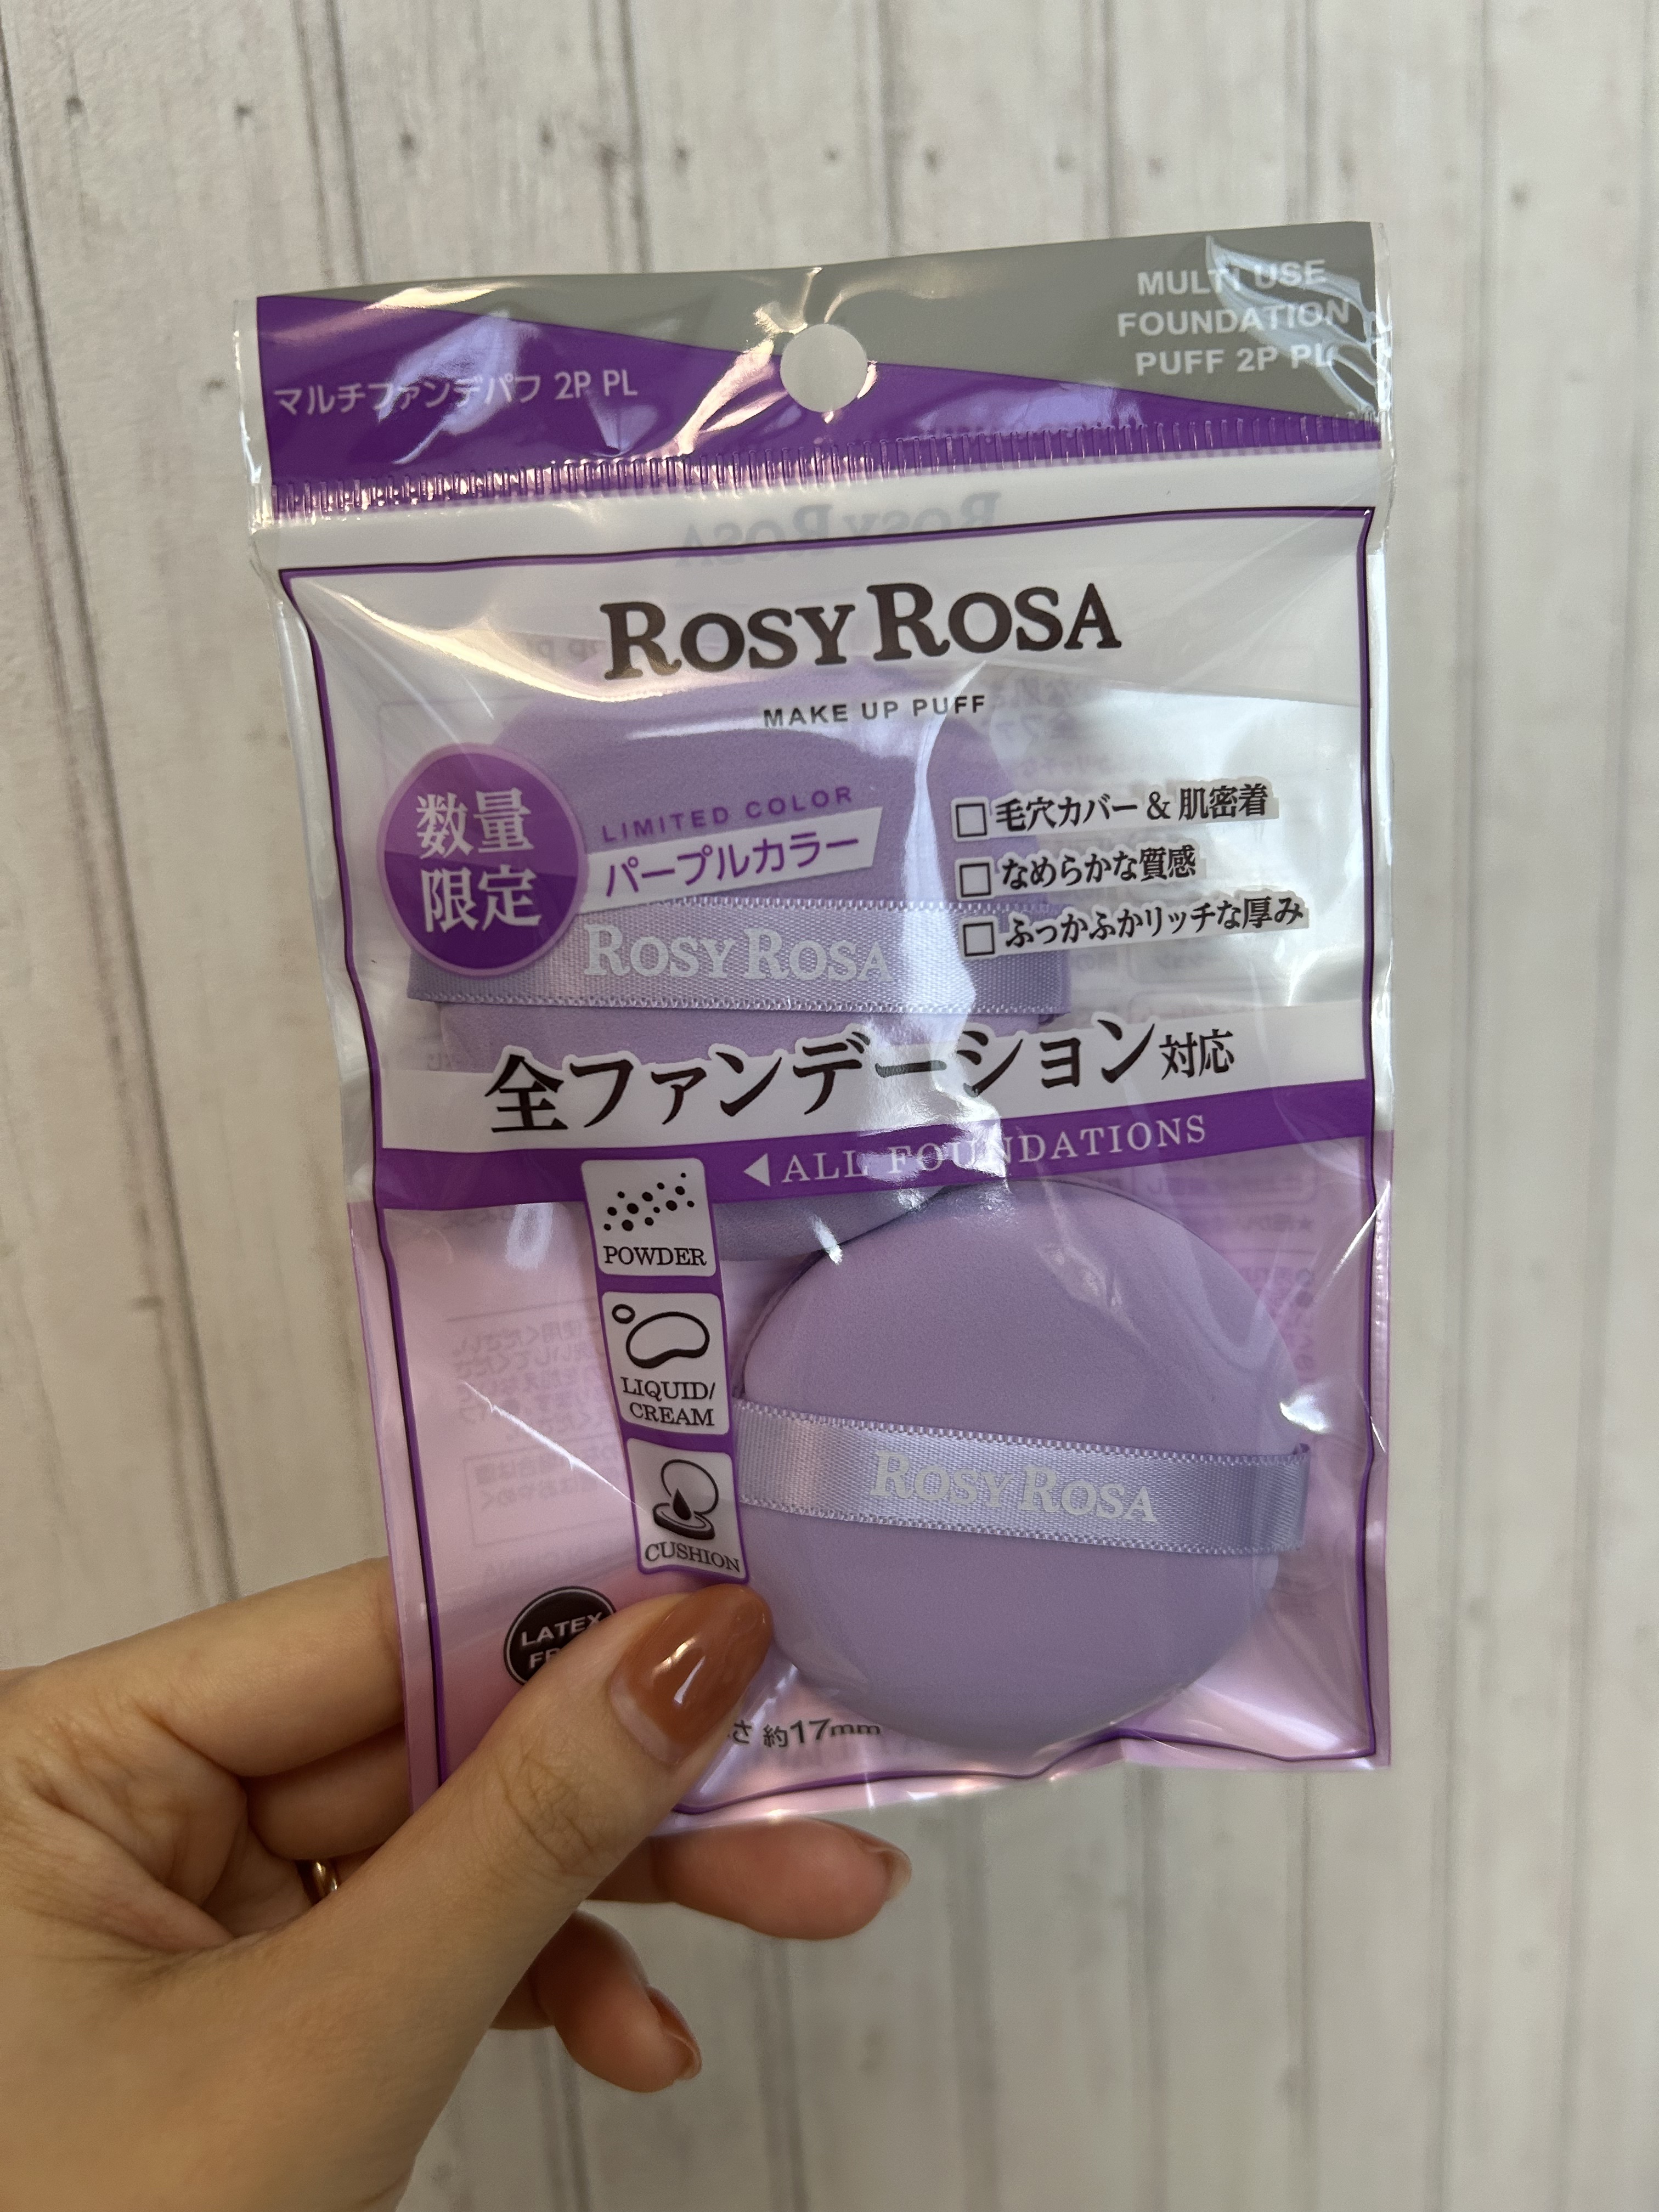 マルチファンデパフ 2P PL
MULTI USE
FOUNDATION
PUFF 2P PL
ROSY ROSA
MAKE UP PUFF
数量
限定
LIMITED COLOR
パープルカラー
□毛穴カバー & 肌密着
□なめらかな質感
□ふっかふかリッチな厚み
ROSY ROSA
全ファンデーション対応
◀ALL FOUNDATIONS
POWDER
LIQUID/
CREAM
CUSHION
ROSY ROSA
LATEX
さ 約17mm